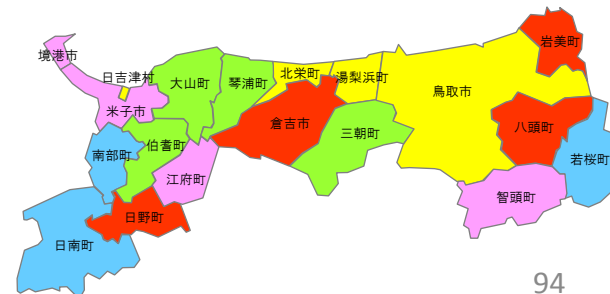 境港市
岩美町
日吉津村
大山町
琴浦町
北栄町
湯梨浜町
鳥取市
米子市
倉吉市
三朝町
八頭町
南部町
伯耆町
若桜町
江府町
智頭町
日野町
日南町
94